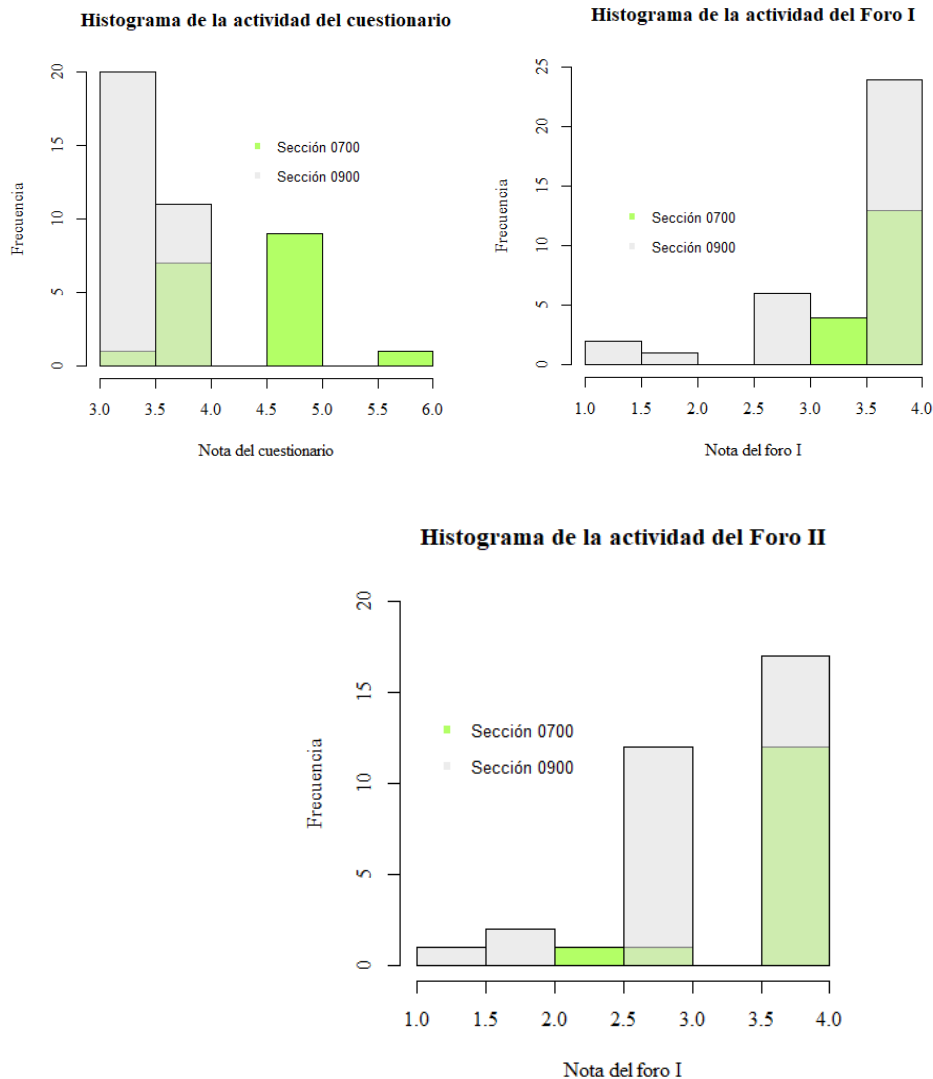 Histograma de la actividad del cuestionario
20
15
10
5
0
Frecuencia
Sección 0700
Sección 0900
3.0 3.5 4.0 4.5 5.0 5.5 6.0
Nota del cuestionario
Histograma de la actividad del Foro I
25
20
15
10
5
0
Frecuencia
Sección 0700
Sección 0900
1.0 1.5 2.0 2.5 3.0 3.5 4.0
Nota del foro I
Histograma de la actividad del Foro II
20
15
10
5
0
Frecuencia
Sección 0700
Sección 0900
1.0 1.5 2.0 2.5 3.0 3.5 4.0
Nota del foro I